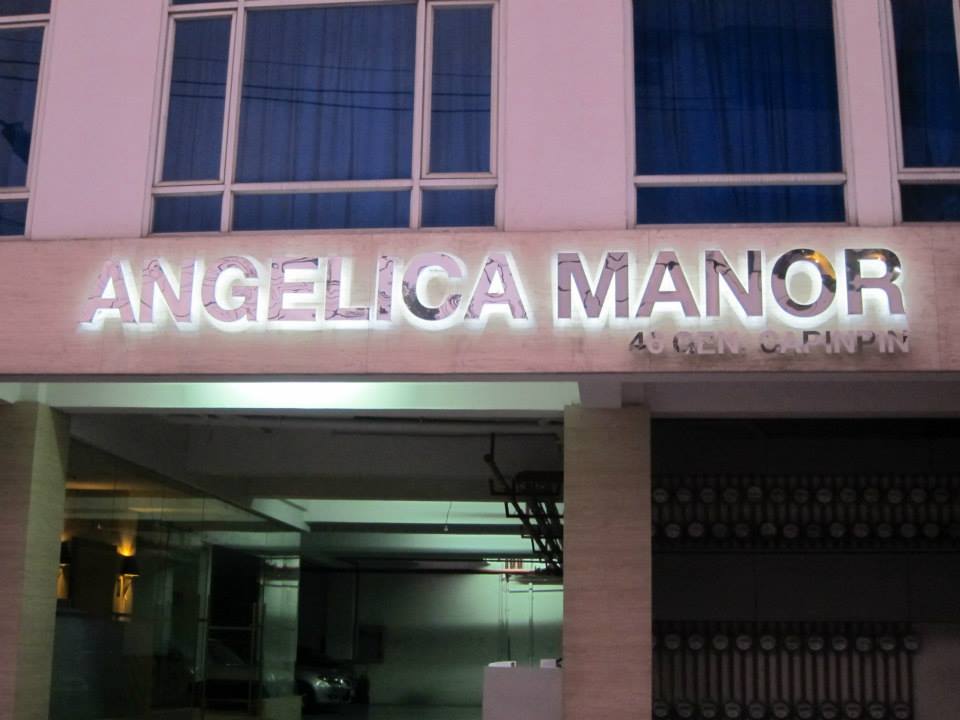 ANGELICA MANOR
46 GEN. CAPINPIN